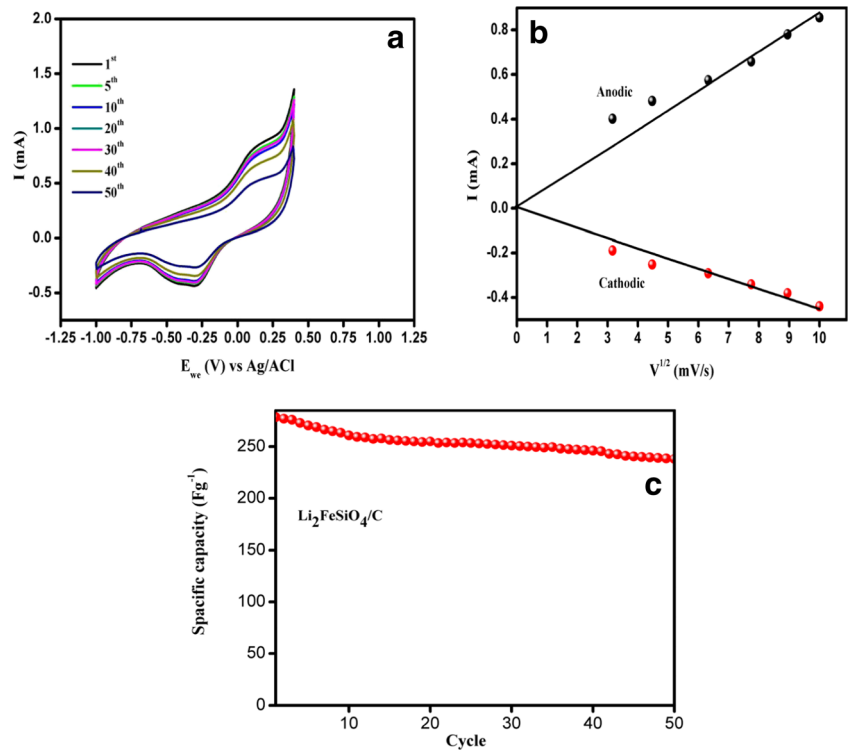 a
2.0
1.5
1.0
0.5
0.0
-0.5
I (mA)
1st
5th
10th
20th
30th
40th
50th
-1.25 -1.00 -0.75 -0.50 -0.25 0.00 0.25 0.50 0.75 1.00 1.25
Ewe (V) vs Ag/ACl
b
0.8
0.6
0.4
0.2
0.0
-0.2
-0.4
I (mA)
Anodic
Cathodic
0 1 2 3 4 5 6 7 8 9 10
V1/2 (mV/s)
c
250
200
150
100
50
0
Spacific capacity (Fg-1)
Li2FeSiO4/C
10 20 30 40 50
Cycle